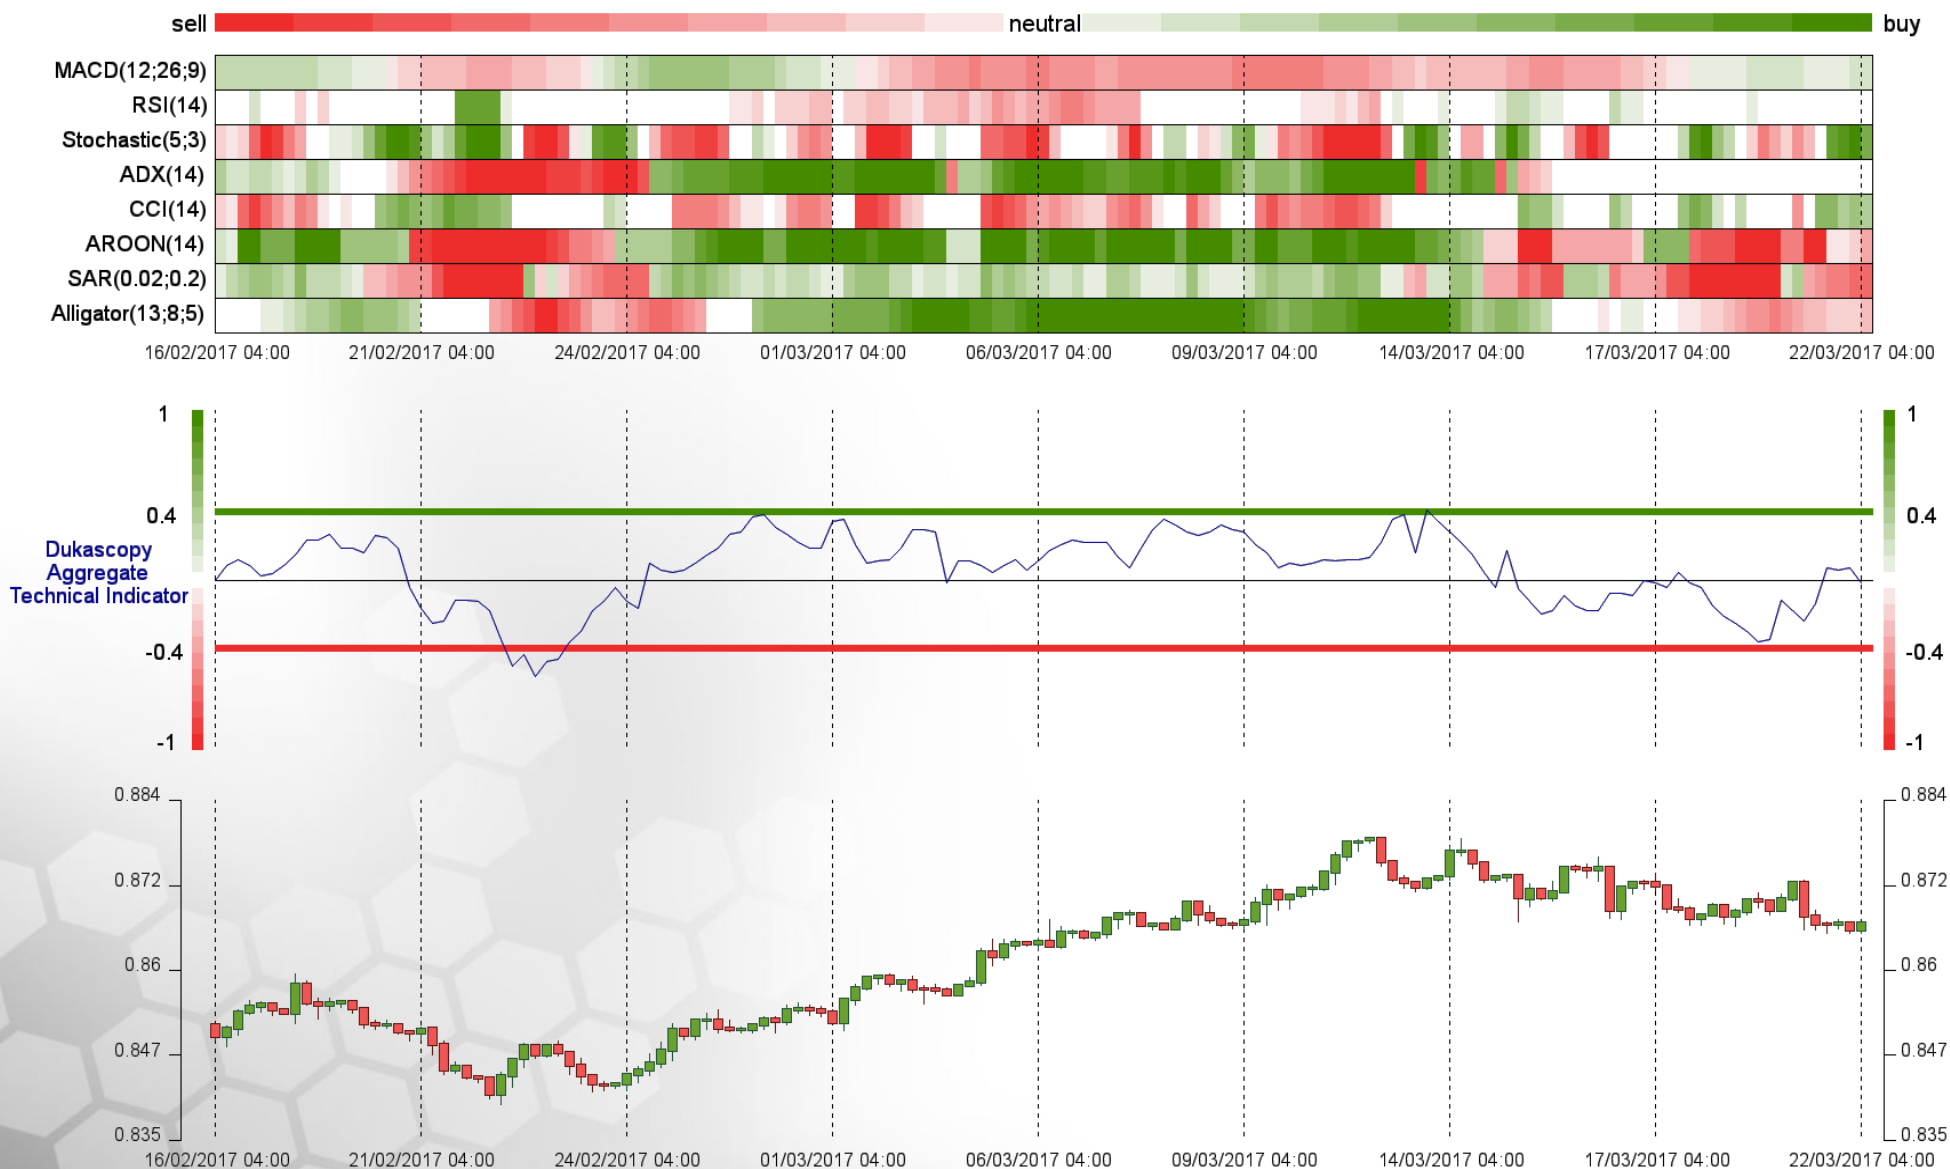 sell neutral buy
MACD(12;26;9)
RSI(14)
Stochastic(5;3)
ADX(14)
CCI(14)
AROON(14)
SAR(0.02;0.2)
Alligator(13;8;5)
16/02/2017 04:00 21/02/2017 04:00 24/02/2017 04:00 01/03/2017 04:00 06/03/2017 04:00 09/03/2017 04:00 14/03/2017 04:00 17/03/2017 04:00 22/03/2017 04:00
1 1
0.4 0.4
Dukascopy
Aggregate
Technical Indicator
-0.4 -0.4
-1 -1
0.884 0.884
0.872 0.872
0.86 0.86
0.847 0.847
0.835 0.835
16/02/2017 04:00 21/02/2017 04:00 24/02/2017 04:00 01/03/2017 04:00 06/03/2017 04:00 09/03/2017 04:00 14/03/2017 04:00 17/03/2017 04:00 22/03/2017 04:00